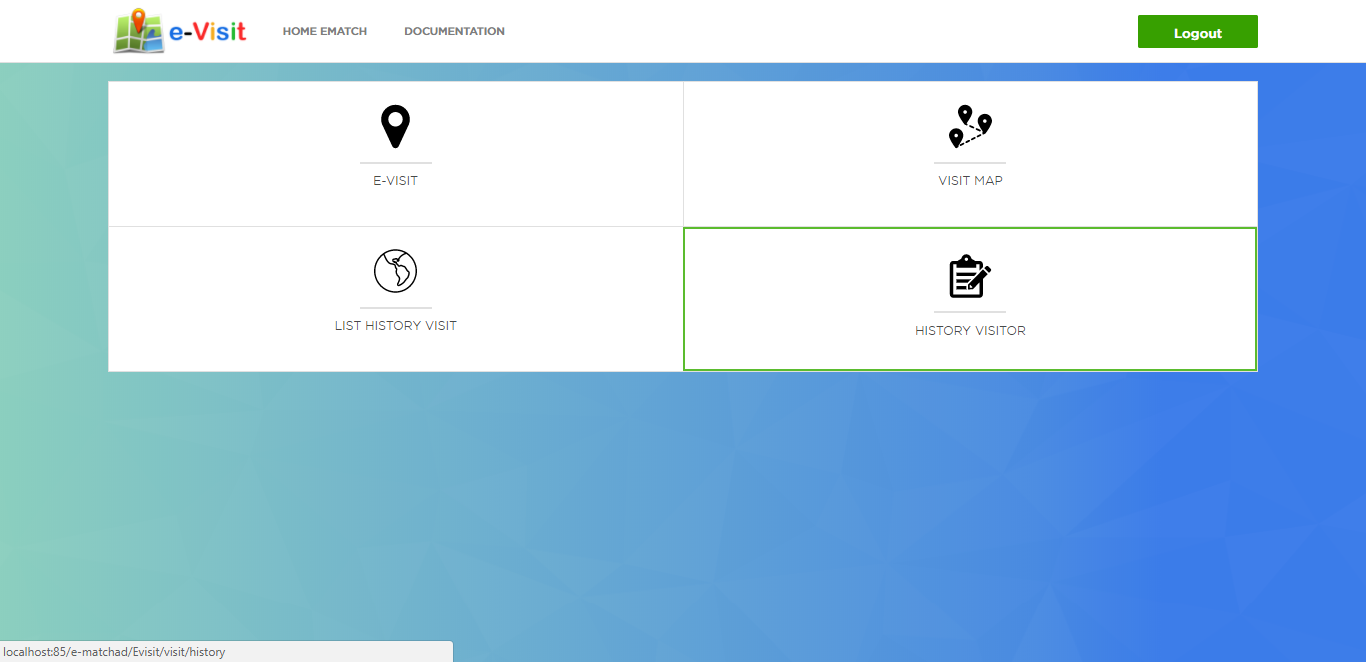 e-Visit
HOME EMATCH
DOCUMENTATION
Logout
E-VISIT
VISIT MAP
LIST HISTORY VISIT
HISTORY VISITOR
localhost:85/e-matchad/Evisit/visit/history